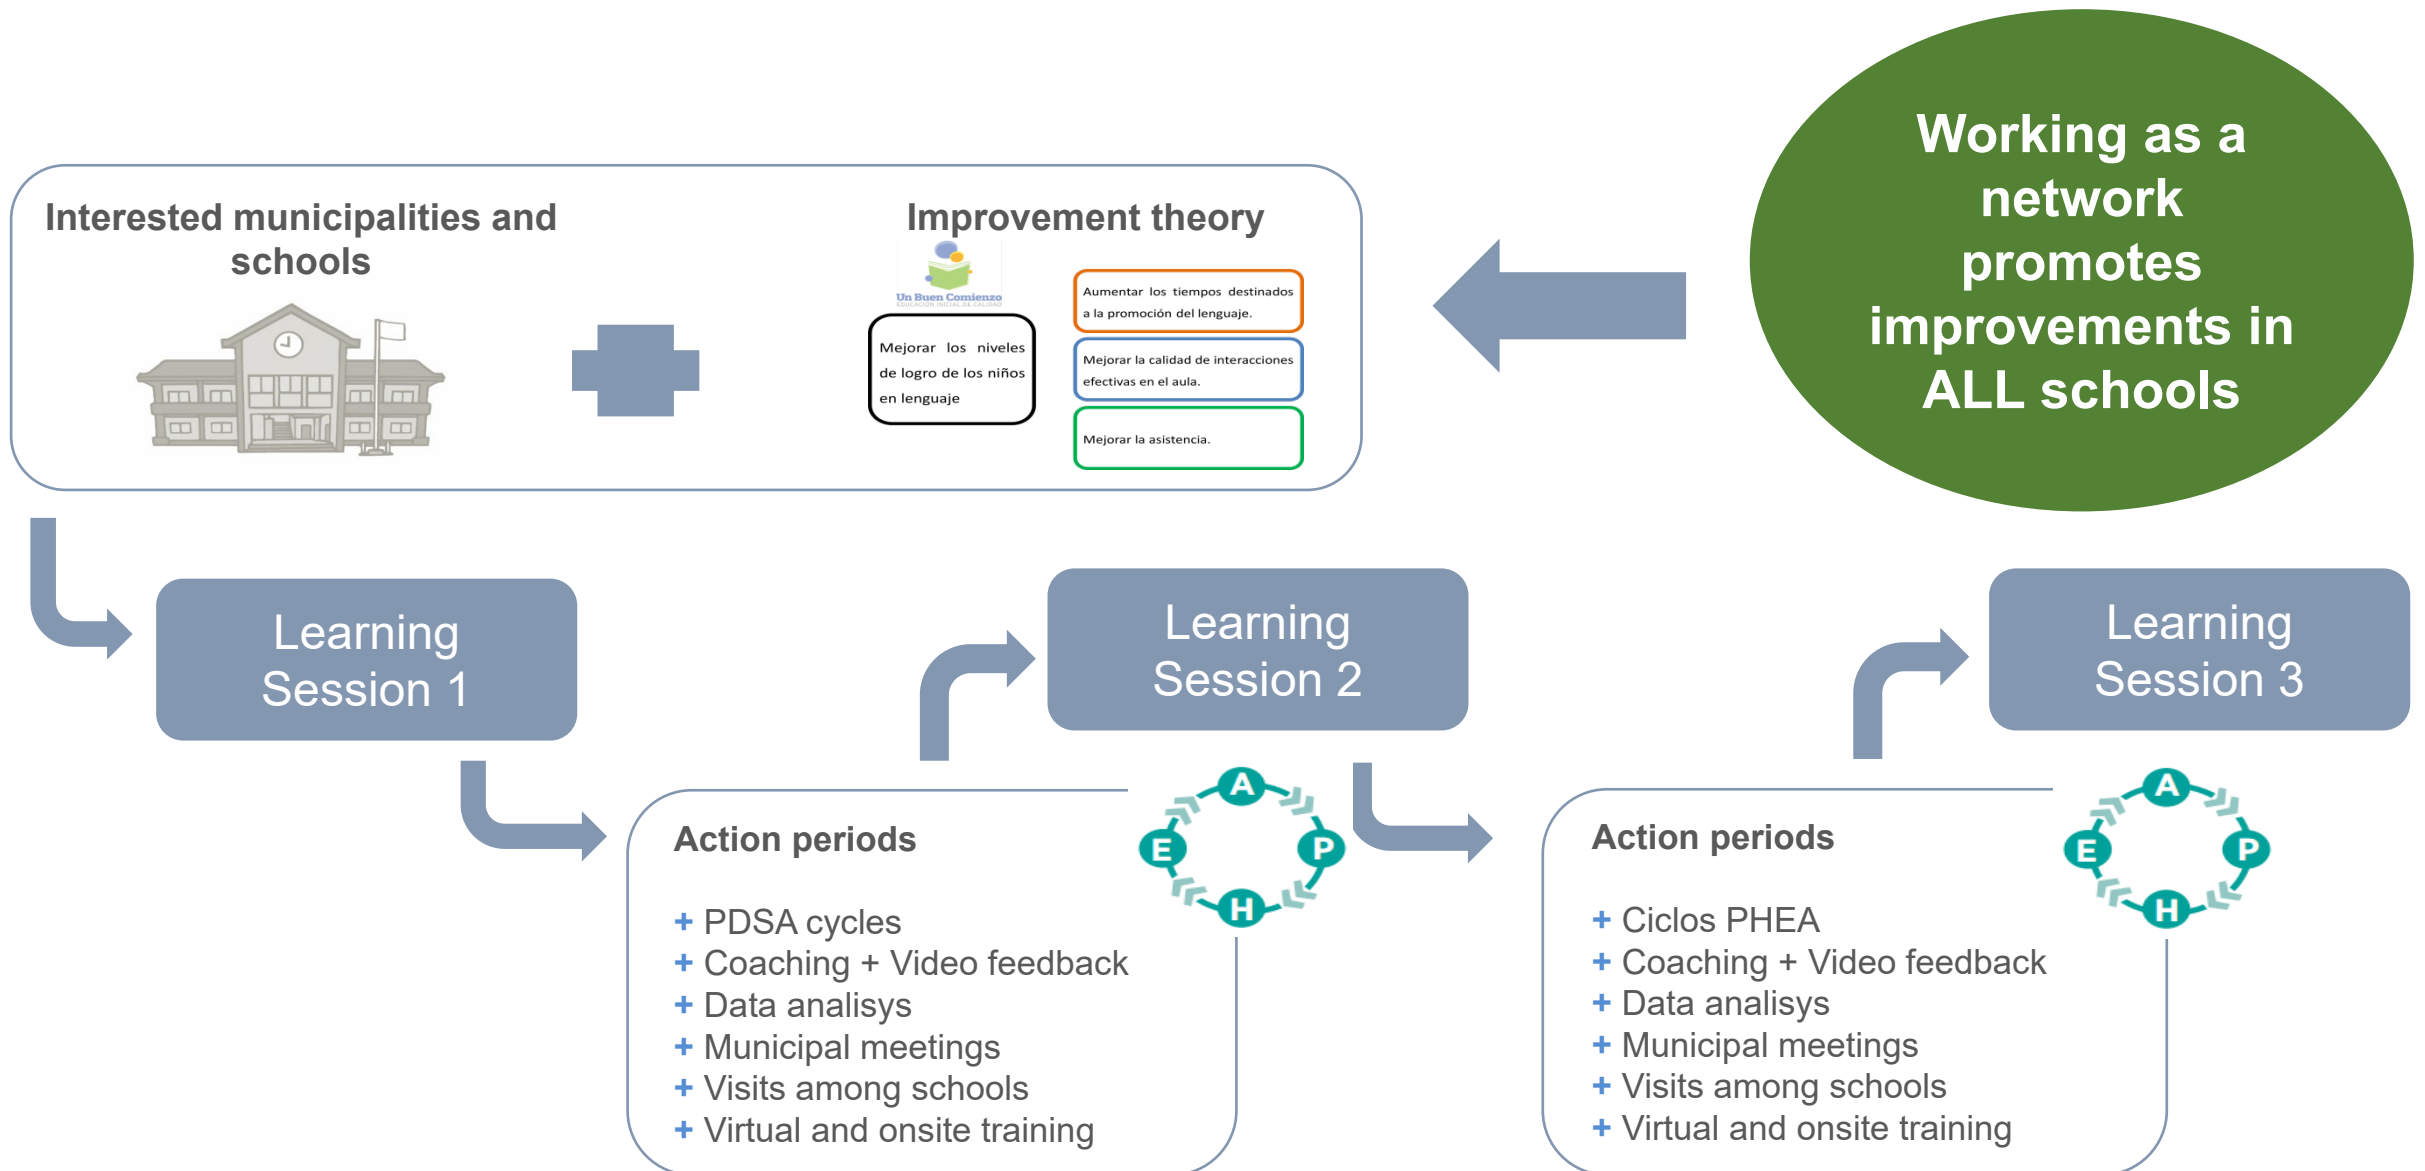 Working as a
network
promotes
improvements in
ALL schools
Interested municipalities and
schools
Improvement theory
Un Buen Comienzo
EDUCACIÓN INICIAL DE CALIDAD
Mejorar los niveles
de logro de los niños
en lenguaje
Aumentar los tiempos destinados
a la promoción del lenguaje.
Mejorar la calidad de interacciones
efectivas en el aula.
Mejorar la asistencia.
Learning
Session 1
Learning
Session 2
Learning
Session 3
Action periods
+ PDSA cycles
+ Coaching + Video feedback
+ Data analisys
+ Municipal meetings
+ Visits among schools
+ Virtual and onsite training
A
P
H
E
Action periods
+ Ciclos PHEA
+ Coaching + Video feedback
+ Data analisys
+ Municipal meetings
+ Visits among schools
+ Virtual and onsite training
A
P
H
E